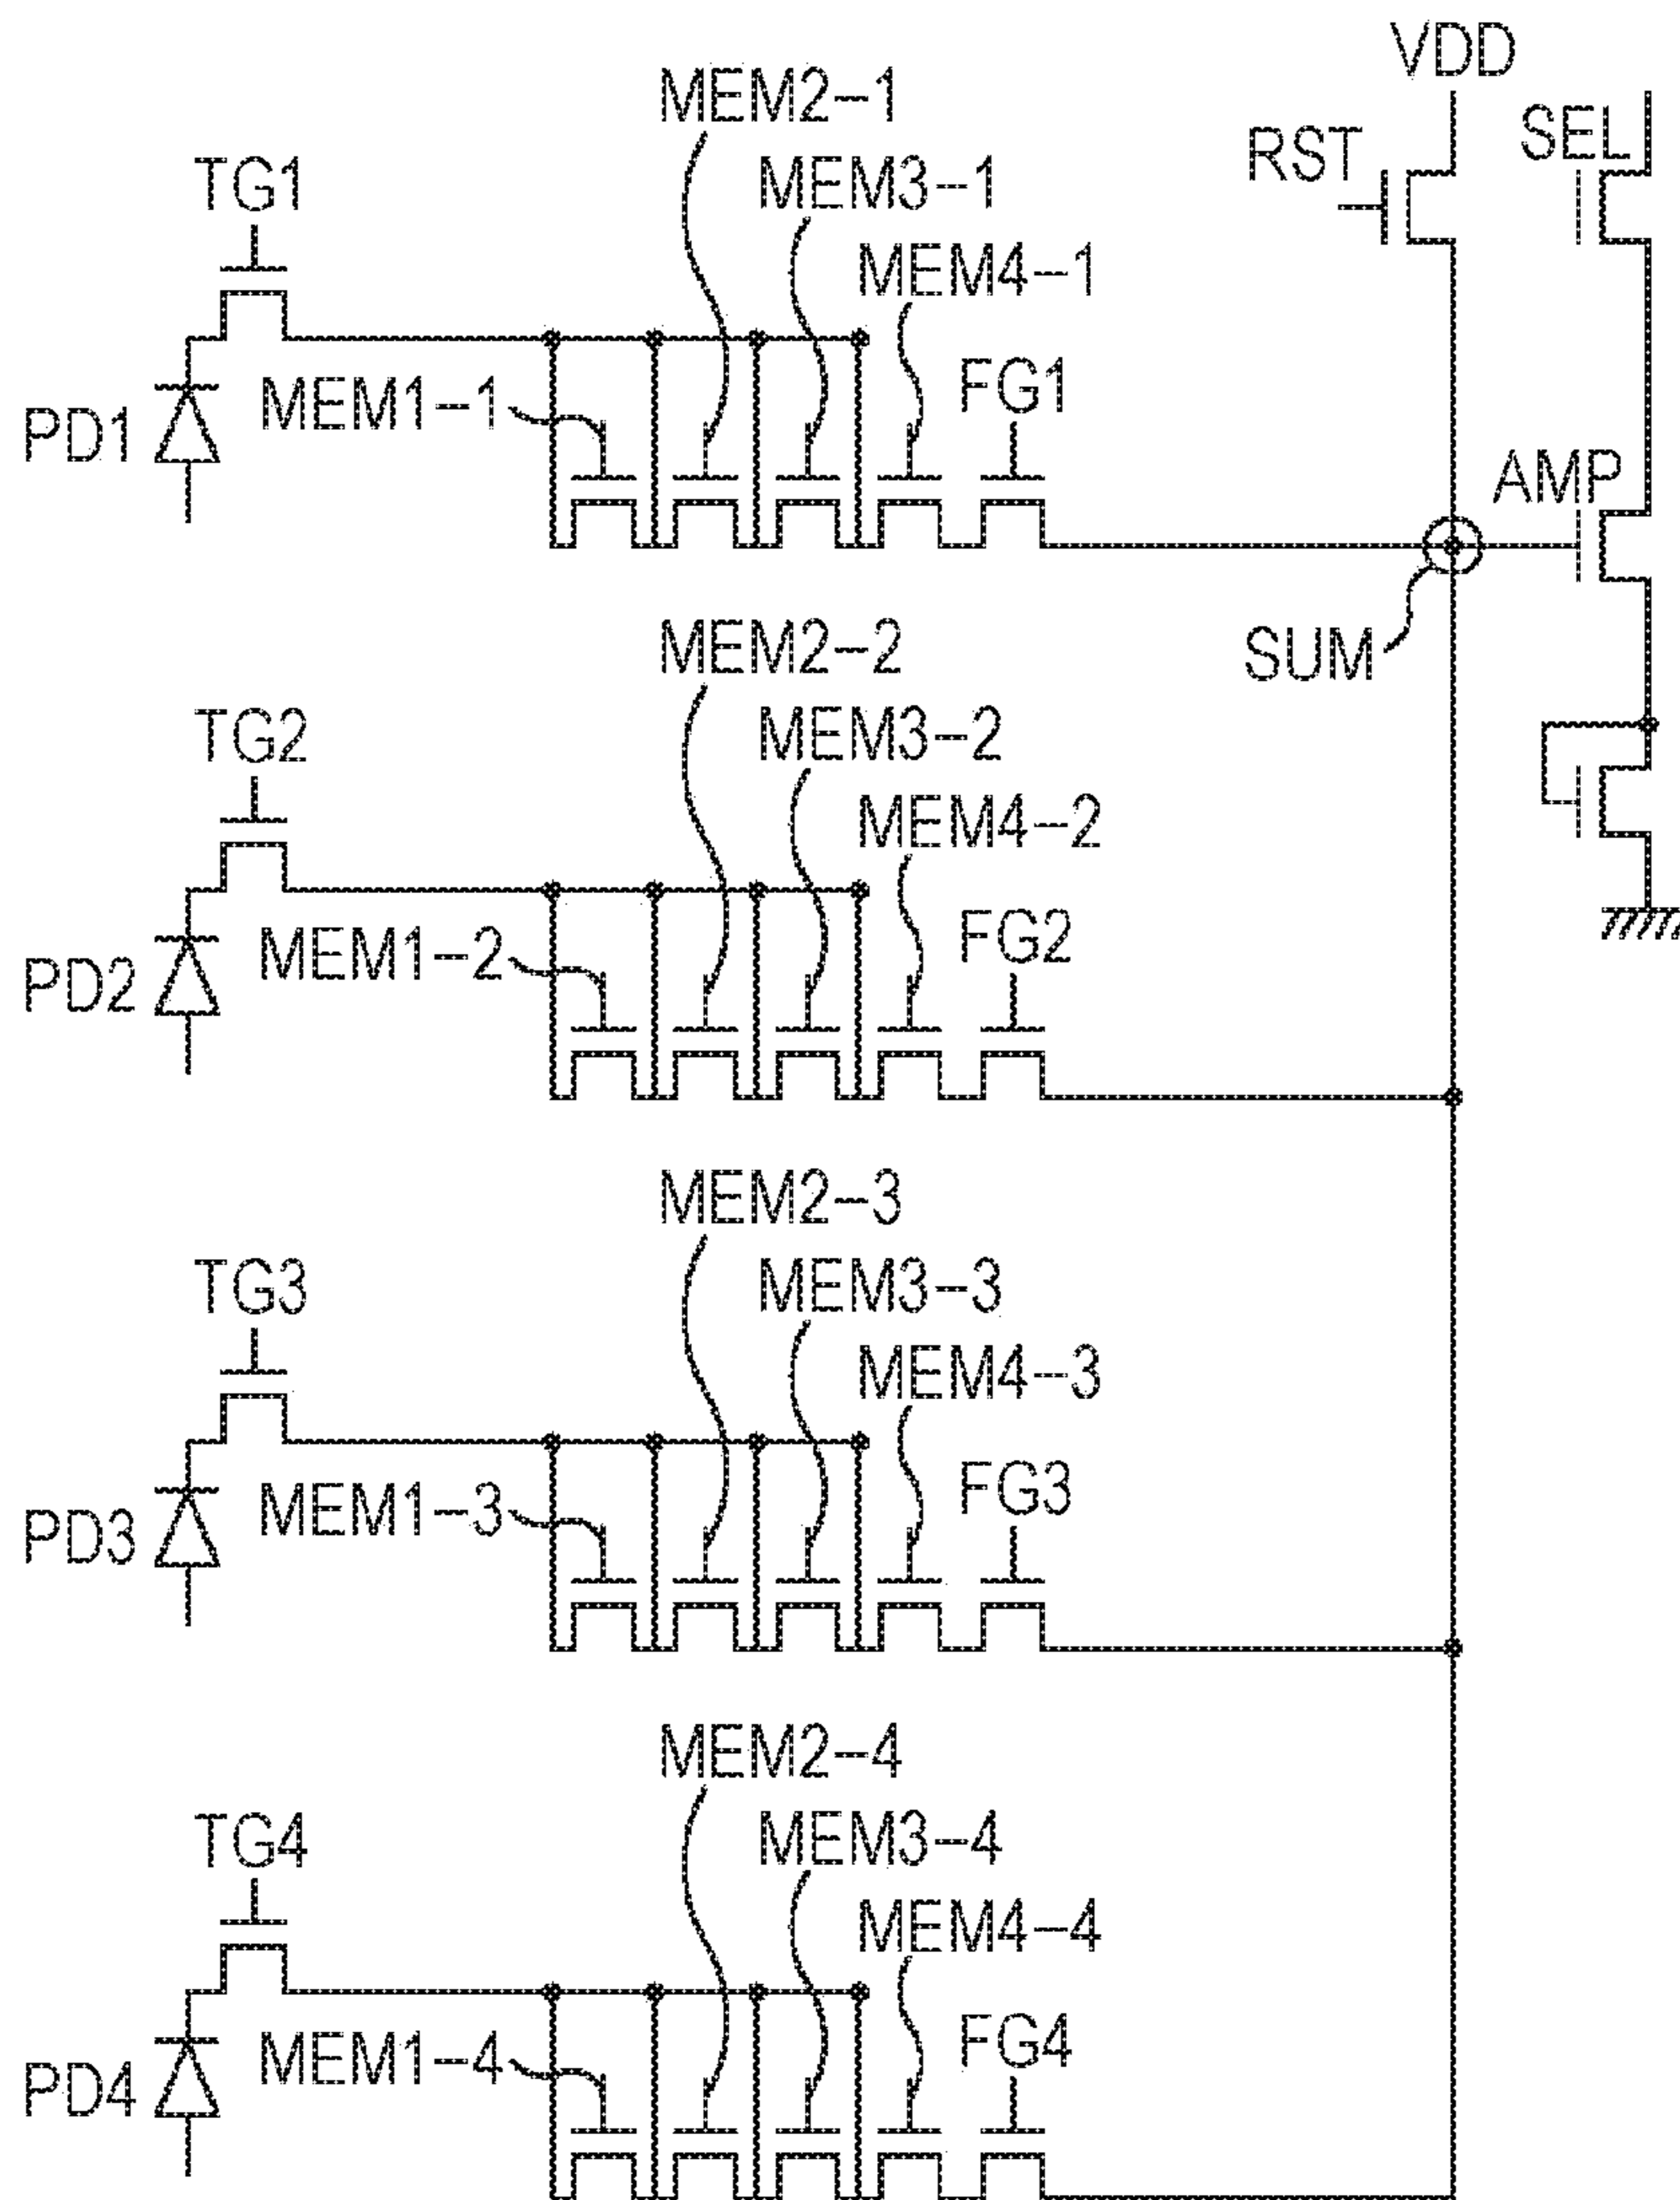 VDD
MEM2-1
RST
SEL
TG1
MEM3-1
MEM4-1
PD1
MEM1-1
FG1
AMP
SUM
MEM2-2
TG2
MEM3-2
MEM4-2
PD2
MEM1-2
FG2
MEM2-3
TG3
MEM3-3
MEM4-3
PD3
MEM1-3
FG3
MEM2-4
TG4
MEM3-4
MEM4-4
PD4
MEM1-4
FG4